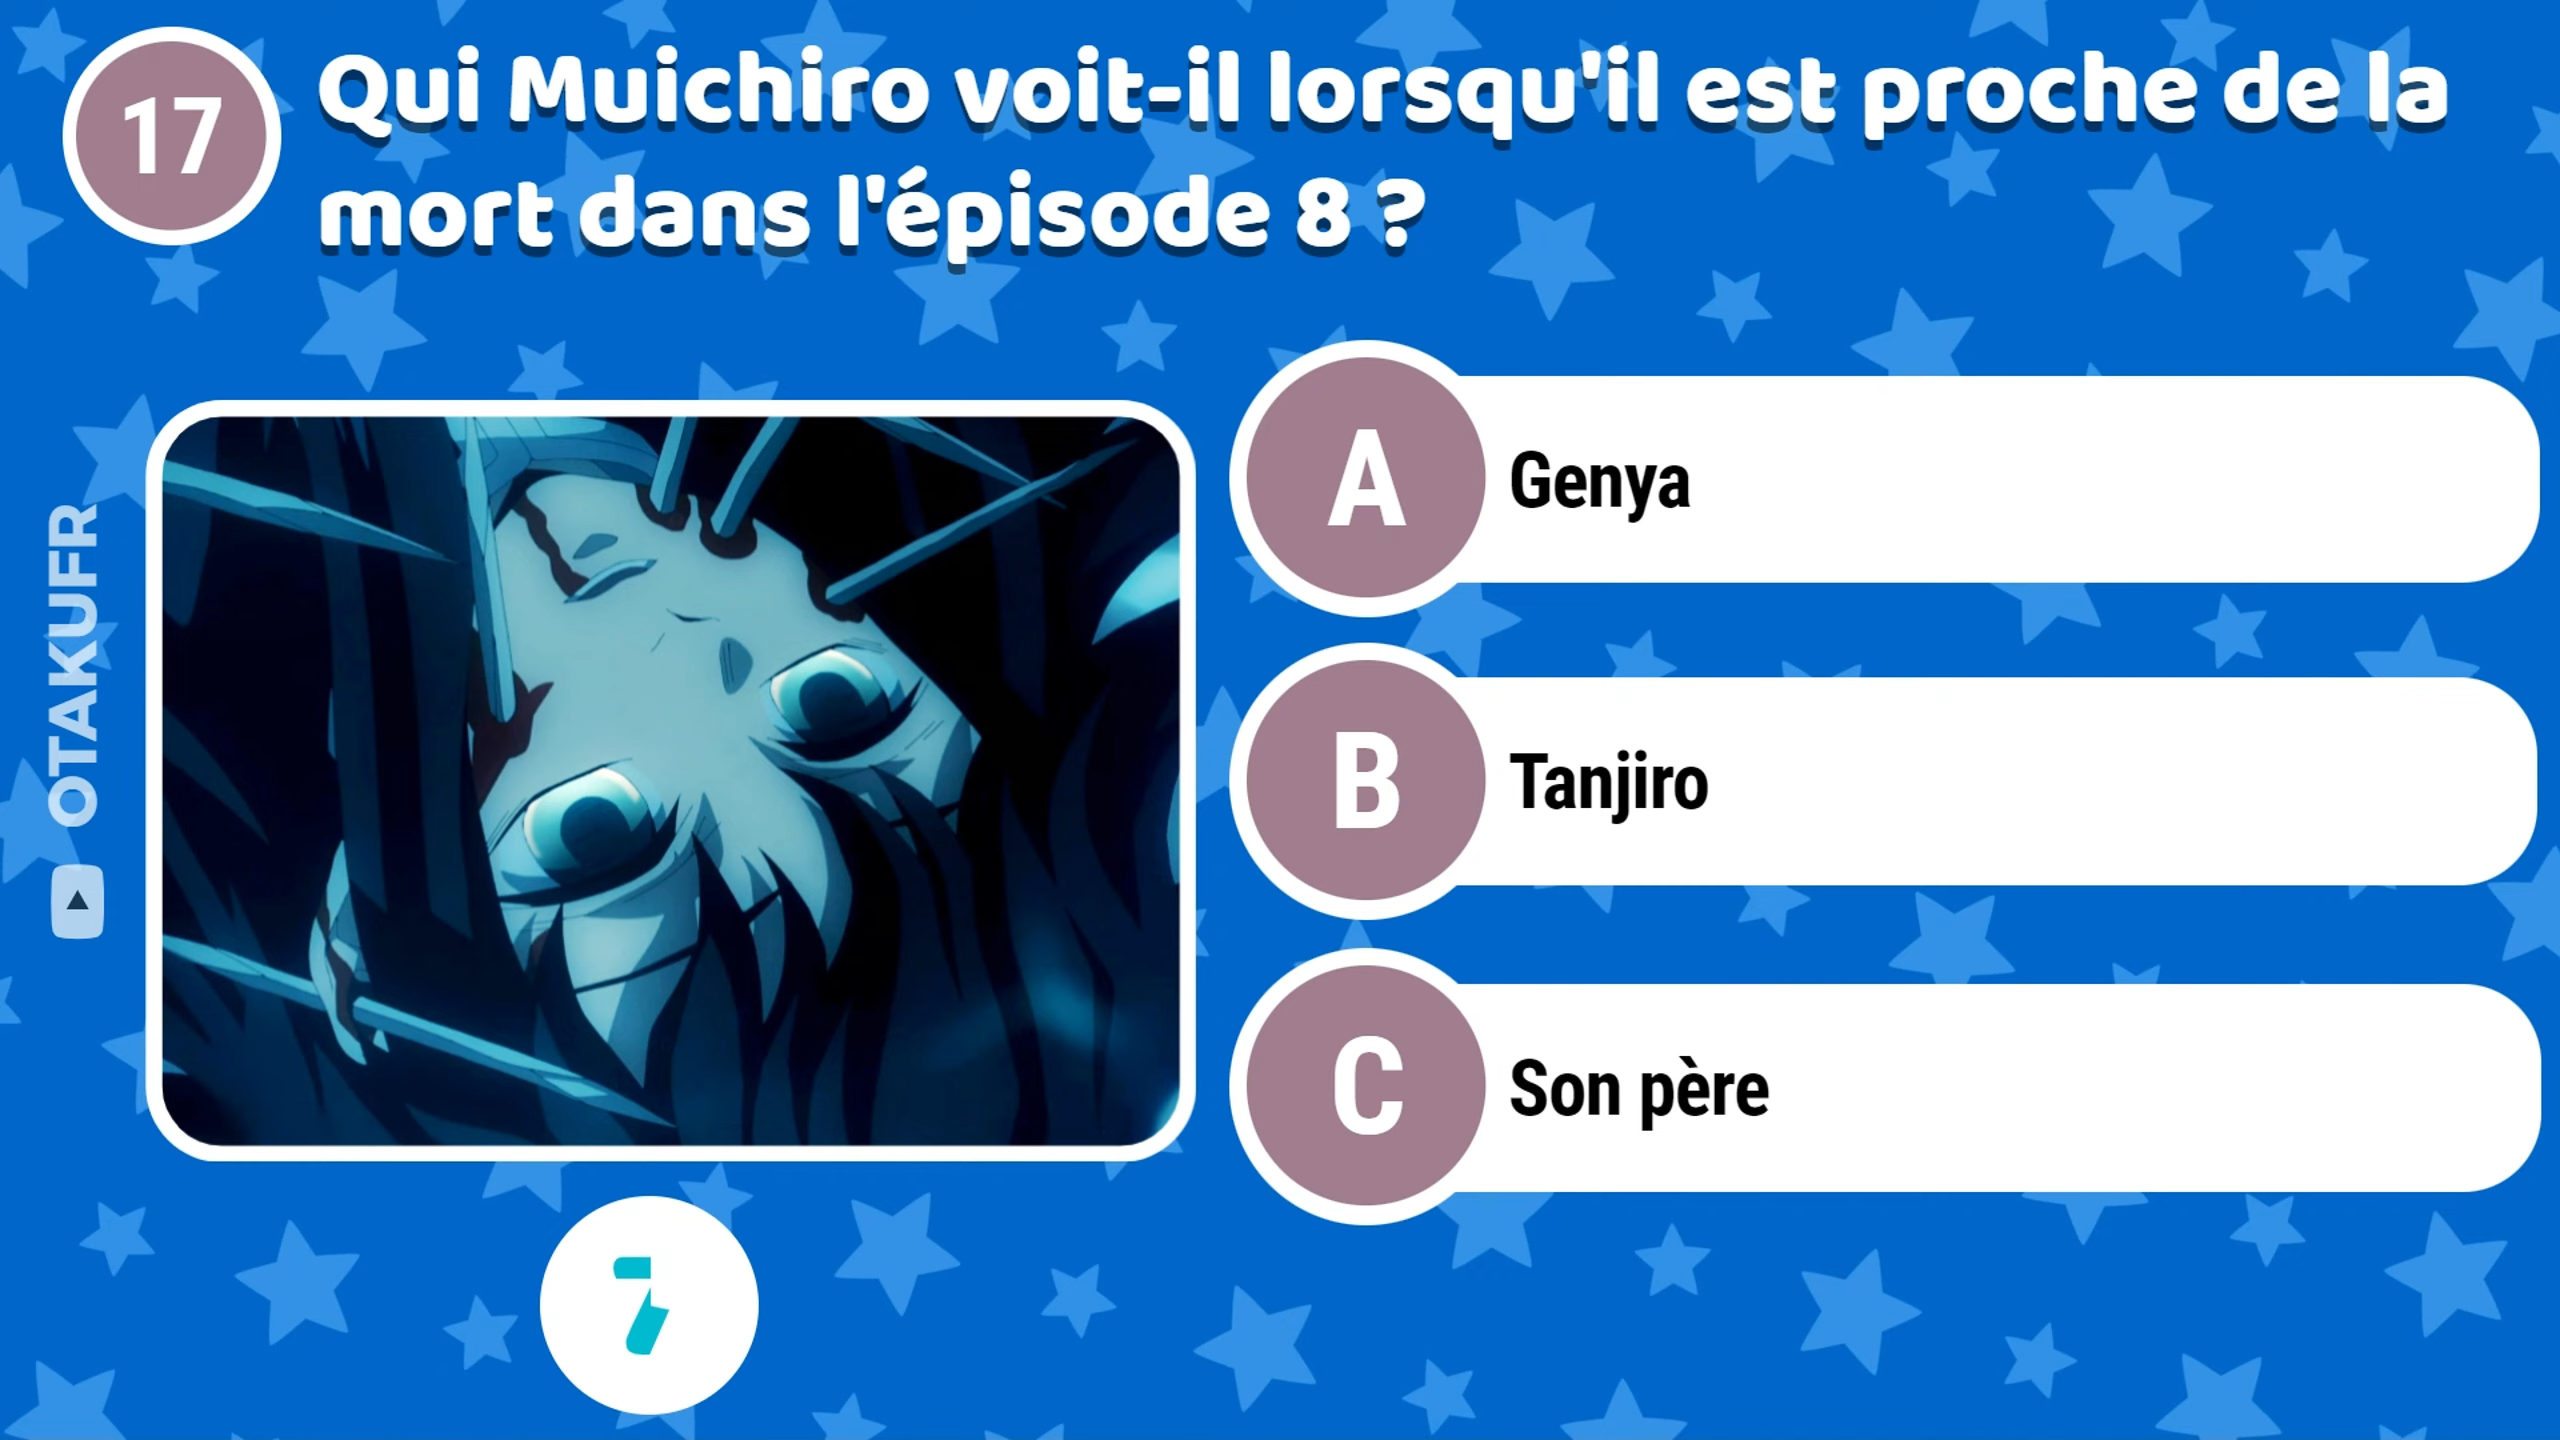 17
Qui Muichiro voit-il lorsqu'il est proche de la
mort dans l'épisode 8 ?
OTAKUFR
A
Genya
B
Tanjiro
C
Son père
7